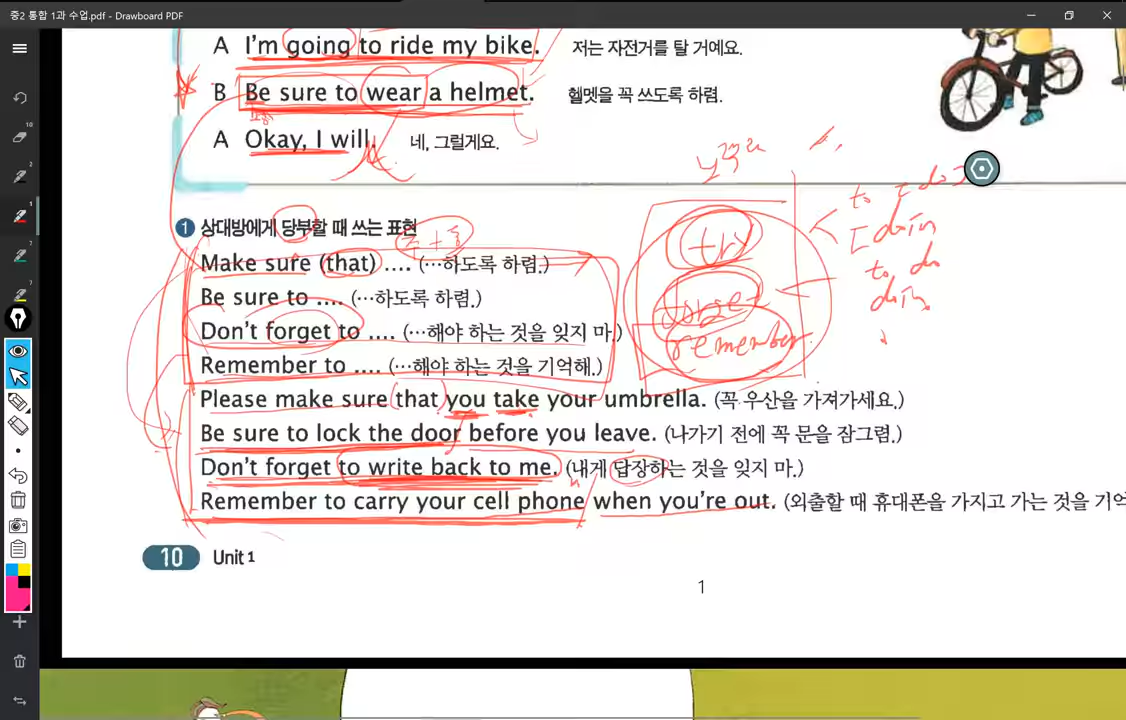 중2 통합 1과 수업.pdf - Drawboard PDF
A I'm going to ride my bike. 저는 자전거를 탈 거예요.
B Be sure to wear a helmet. 헬멧을 꼭 쓰도록 하렴.
A Okay, I will. 네, 그럴게요.
1 상대방에게 당부할 때 쓰는 표현
주+동
Make sure (that) .... (…하도록 하렴.)
Be sure to .... (…하도록 하렴.)
Don't forget to .... (…해야 하는 것을 잊지 마.)
Remember to .... (…해야 하는 것을 기억해.)
try
forget
remember
to do
to do
Please make sure (that) you take your umbrella. (꼭 우산을 가져가세요.)
Be sure to lock the door before you leave. (나가기 전에 꼭 문을 잠그렴.)
Don't forget to write back to me. (내게 답장하는 것을 잊지 마.)
Remember to carry your cell phone when you're out. (외출할 때 휴대폰을 가지고 가는 것을 기억
10 Unit 1
1